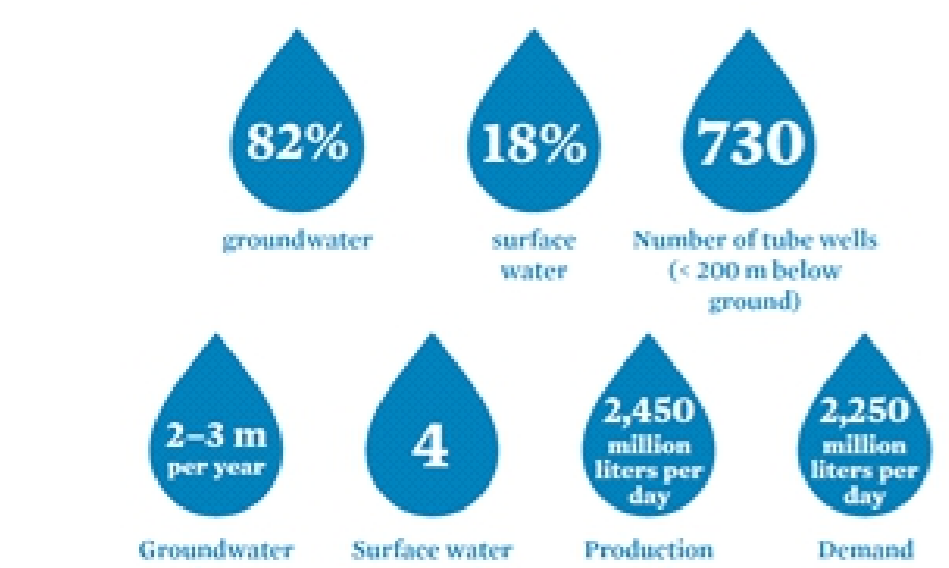 82%
18%
730
groundwater
surface
water
Number of tube wells
(< 200 m below
ground)
2–3 m
per year
4
2,450
million
liters per
day
2,250
million
liters per
day
Groundwater
Surface water
Production
Demand